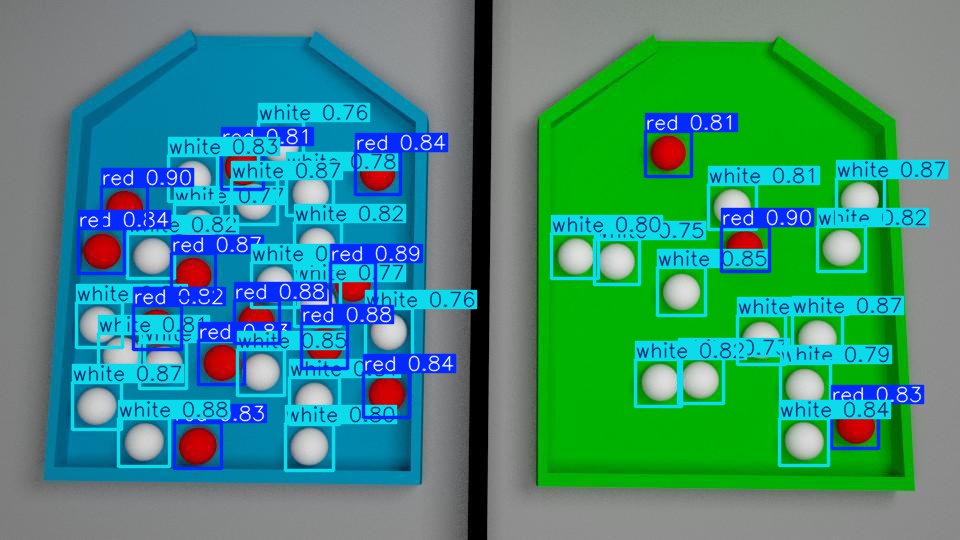 white 0.76
red 0.81
white 0.83
red 0.84
white 0.78
white 0.87
red 0.90
white 0.77
red 0.84
white 0.82
0.82
red 0.87
red 0.89
white 0
white 0.77
white
red 0.82
red 0.88
white 0.76
red 0.88
white 0.81
white
red 0.83
white 0.85
red 0.84
white 0.87
white 0.88
0.83
white 0.80
red 0.81
white 0.81
white 0.87
red 0.90
white 0.82
white 0.80
0.75
white 0.85
white
white 0.87
white 0.82
0.73
white 0.79
red 0.83
white 0.84